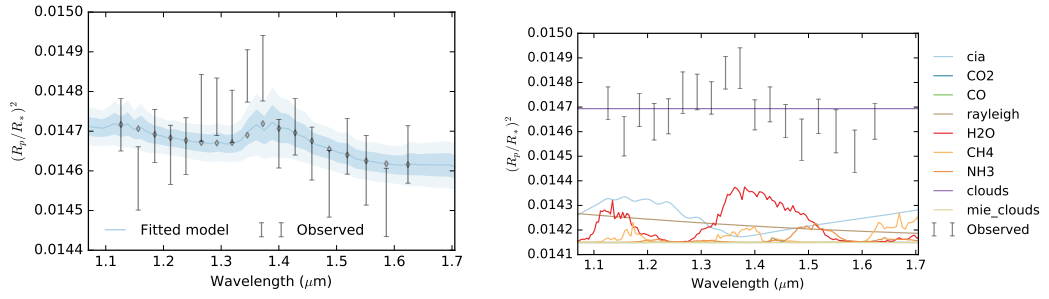 0.0150
0.0149
0.0148
0.0147
0.0146
0.0145
0.0144
(Rp/R*)²
1.1 1.2 1.3 1.4 1.5 1.6 1.7
Wavelength (μm)
Fitted model Observed
0.0150
0.0149
0.0148
0.0147
0.0146
0.0145
0.0144
0.0143
0.0142
0.0141
(Rp/R*)²
1.1 1.2 1.3 1.4 1.5 1.6 1.7
Wavelength (μm)
cia
CO2
CO
rayleigh
H2O
CH4
NH3
clouds
mie_clouds
Observed